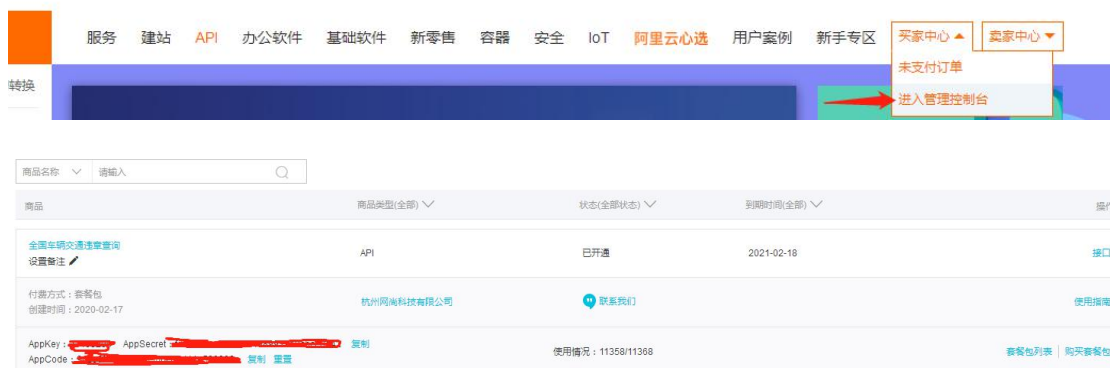 服务 建站 API 办公软件 基础软件 新零售 容器 安全 IoT 阿里云心选 用户案例 新手专区 买家中心 卖家中心
未支付订单
转换
进入管理控制台
商品名称 请输入
商品 商品类型(全部) 状态(全部状态) 到期时间(全部) 操作
全国车辆交通违章查询
设置备注 API 已开通 2021-02-18 接口
付费方式：套餐包
创建时间：2020-02-17 杭州网尚科技有限公司 联系我们 使用指南
AppKey： AppSecret 复制
AppCode： 复制 重置 使用情况：11358/11368 套餐包列表 购买套餐包